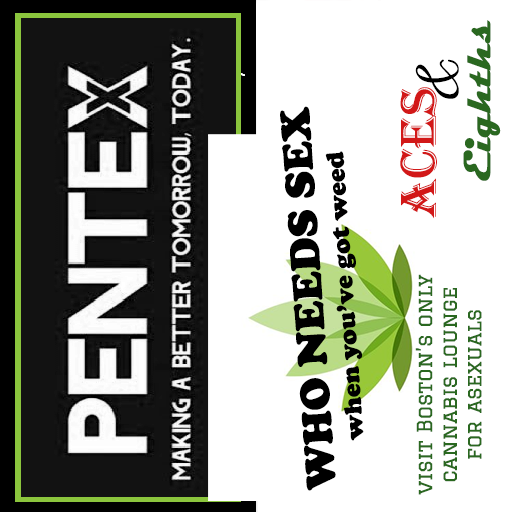 PENTEX
MAKING A BETTER TOMORROW, TODAY.
WHO NEEDS SEX
when you've got weed
ACES &
Eighths
VISIT BOSTON'S ONLY
CANNABIS LOUNGE
FOR ASEXUALS